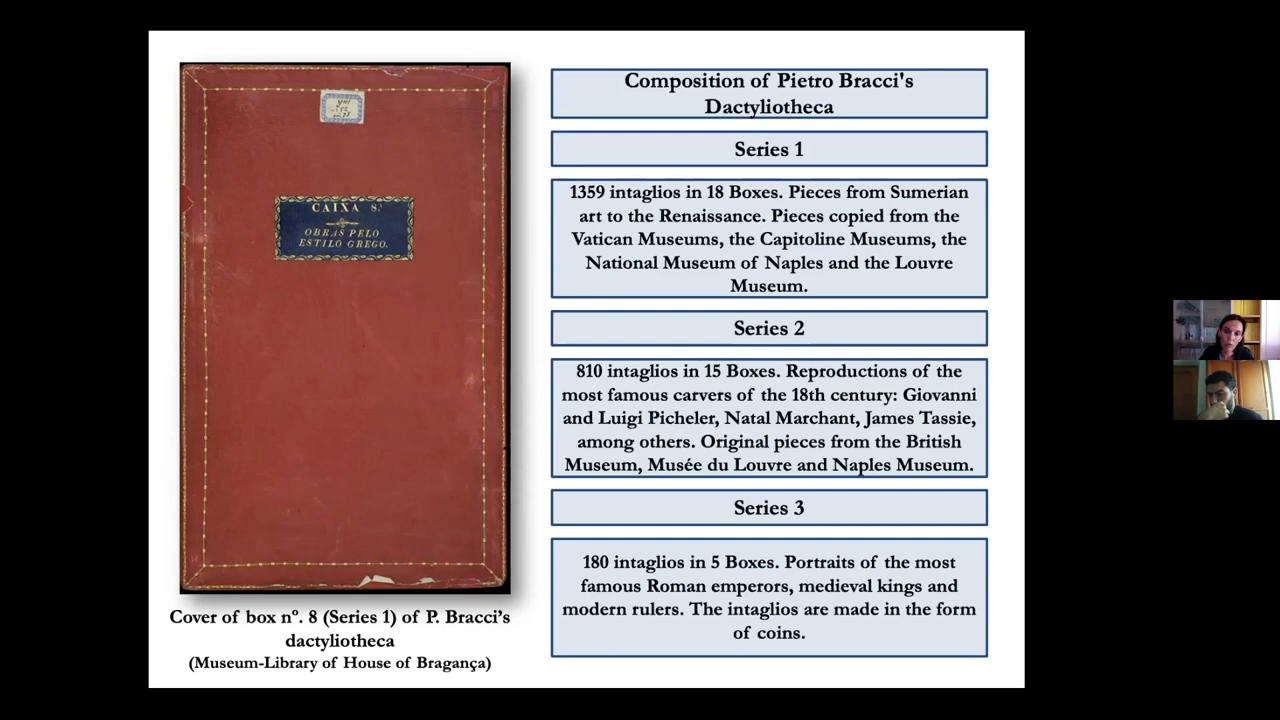 CAIXA 8.ª
OBRAS PELO
ESTILO GREGO.
Cover of box nº. 8 (Series 1) of P. Bracci’s
dactyliotheca
(Museum-Library of House of Bragança)
Composition of Pietro Bracci's
Dactyliotheca
Series 1
1359 intaglios in 18 Boxes. Pieces from Sumerian
art to the Renaissance. Pieces copied from the
Vatican Museums, the Capitoline Museums, the
National Museum of Naples and the Louvre
Museum.
Series 2
810 intaglios in 15 Boxes. Reproductions of the
most famous carvers of the 18th century: Giovanni
and Luigi Picheler, Natal Marchant, James Tassie,
among others. Original pieces from the British
Museum, Musée du Louvre and Naples Museum.
Series 3
180 intaglios in 5 Boxes. Portraits of the most
famous Roman emperors, medieval kings and
modern rulers. The intaglios are made in the form
of coins.